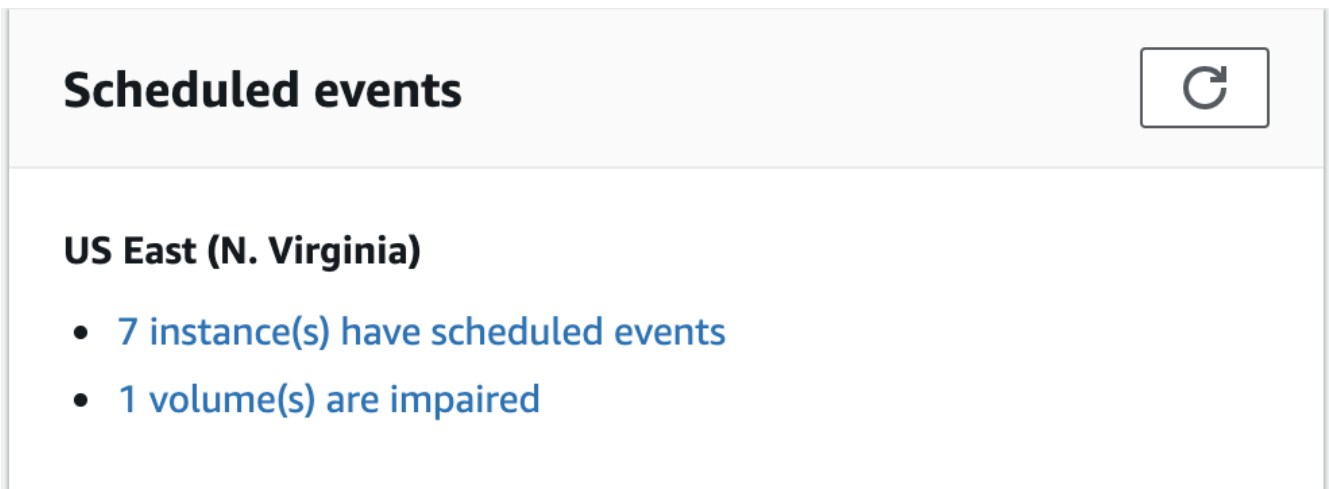 Scheduled events
US East (N. Virginia)
7 instance(s) have scheduled events
1 volume(s) are impaired